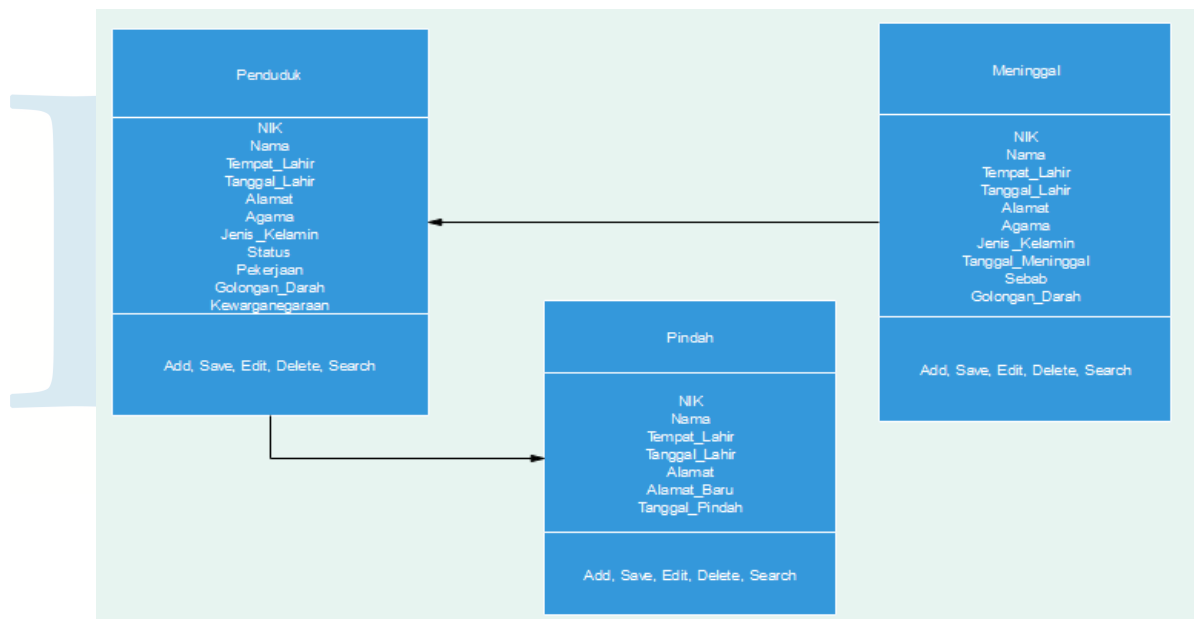 Penduduk
NIK
Nama
Tempat_Lahir
Tanggal_Lahir
Alamat
Agama
Jenis_Kelamin
Status
Pekerjaan
Golongan_Darah
Kewarganegaraan
Add, Save, Edit, Delete, Search
Meninggal
NIK
Nama
Tempat_Lahir
Tanggal_Lahir
Alamat
Agama
Jenis_Kelamin
Tanggal_Meninggal
Sebab
Golongan_Darah
Add, Save, Edit, Delete, Search
Pindah
NIK
Nama
Tempat_Lahir
Tanggal_Lahir
Alamat
Alamat_Baru
Tanggal_Pindah
Add, Save, Edit, Delete, Search